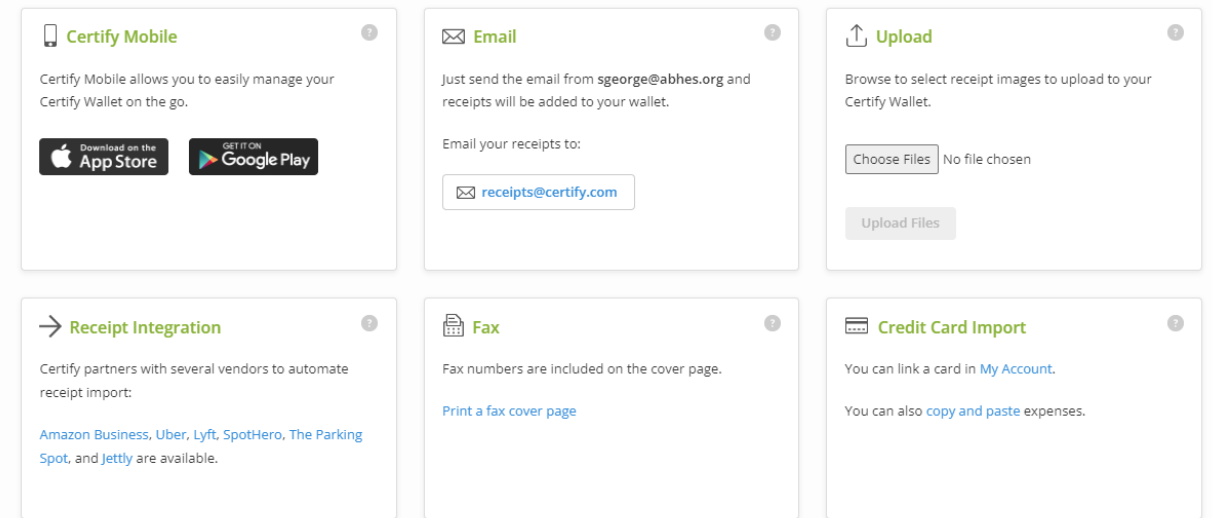 Certify Mobile
?
Certify Mobile allows you to easily manage your
Certify Wallet on the go.
Download on the
App Store
GET IT ON
Google Play
Email
?
Just send the email from sgeorge@abhes.org and
receipts will be added to your wallet.
Email your receipts to:
receipts@certify.com
Upload
?
Browse to select receipt images to upload to your
Certify Wallet.
Choose Files No file chosen
Upload Files
Receipt Integration
?
Certify partners with several vendors to automate
receipt import:
Amazon Business, Uber, Lyft, SpotHero, The Parking
Spot, and Jettly are available.
Fax
?
Fax numbers are included on the cover page.
Print a fax cover page
Credit Card Import
?
You can link a card in My Account.
You can also copy and paste expenses.